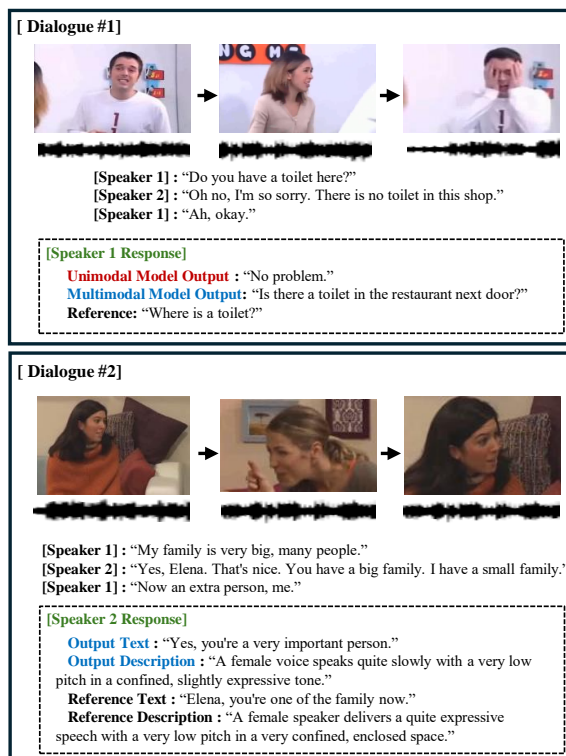 [ Dialogue #1]
NG HA
[Speaker 1] : “Do you have a toilet here?”
[Speaker 2] : “Oh no, I'm so sorry. There is no toilet in this shop.”
[Speaker 1] : “Ah, okay.”
[Speaker 1 Response]
Unimodal Model Output : “No problem.”
Multimodal Model Output: “Is there a toilet in the restaurant next door?”
Reference: “Where is a toilet?”
[ Dialogue #2]
[Speaker 1] : “My family is very big, many people.”
[Speaker 2] : “Yes, Elena. That's nice. You have a big family. I have a small family.”
[Speaker 1] : “Now an extra person, me.”
[Speaker 2 Response]
Output Text : “Yes, you're a very important person.”
Output Description : “A female voice speaks quite slowly with a very low
pitch in a confined, slightly expressive tone.”
Reference Text : “Elena, you're one of the family now.”
Reference Description : “A female speaker delivers a quite expressive
speech with a very low pitch in a very confined, enclosed space.”